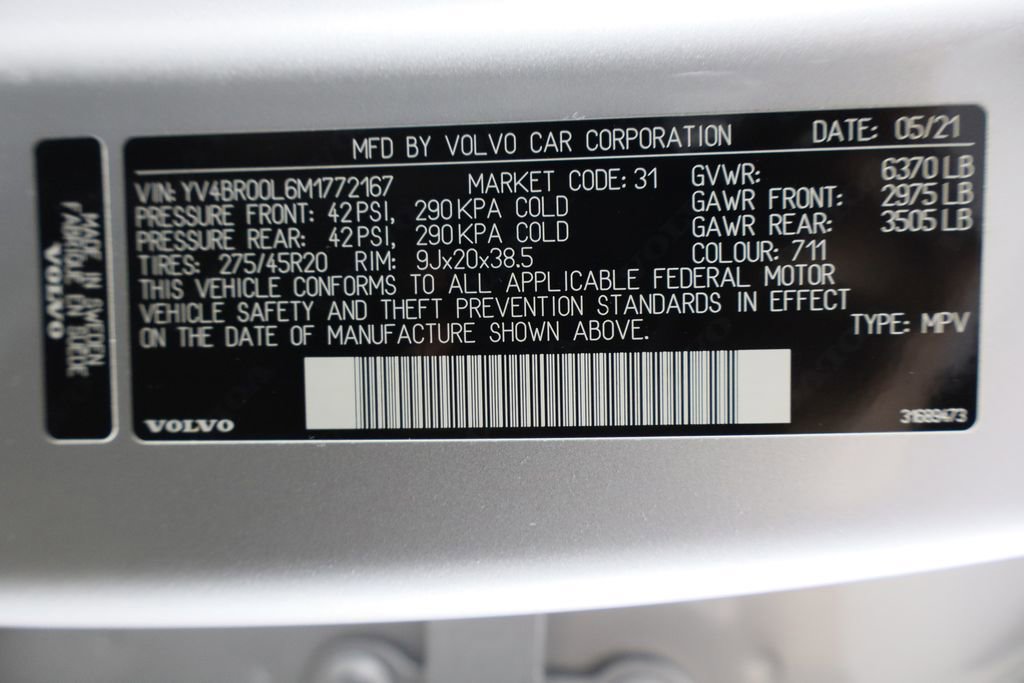 MFD BY VOLVO CAR CORPORATION DATE: 05/21
VIN: YV4BR00L6M1772167 MARKET CODE: 31 GVWR: 6370 LB
PRESSURE FRONT: 42 PSI, 290 KPA COLD GAWR FRONT: 2975 LB
PRESSURE REAR: 42 PSI, 290 KPA COLD GAWR REAR: 3505 LB
TIRES: 275/45R20 RIM: 9Jx20x38.5 COLOUR: 711
THIS VEHICLE CONFORMS TO ALL APPLICABLE FEDERAL MOTOR
VEHICLE SAFETY AND THEFT PREVENTION STANDARDS IN EFFECT
ON THE DATE OF MANUFACTURE SHOWN ABOVE. TYPE: MPV
VOLVO 31689473
MADE IN SWEDEN
FABRIQUÉ EN SUÈDE
VOLVO